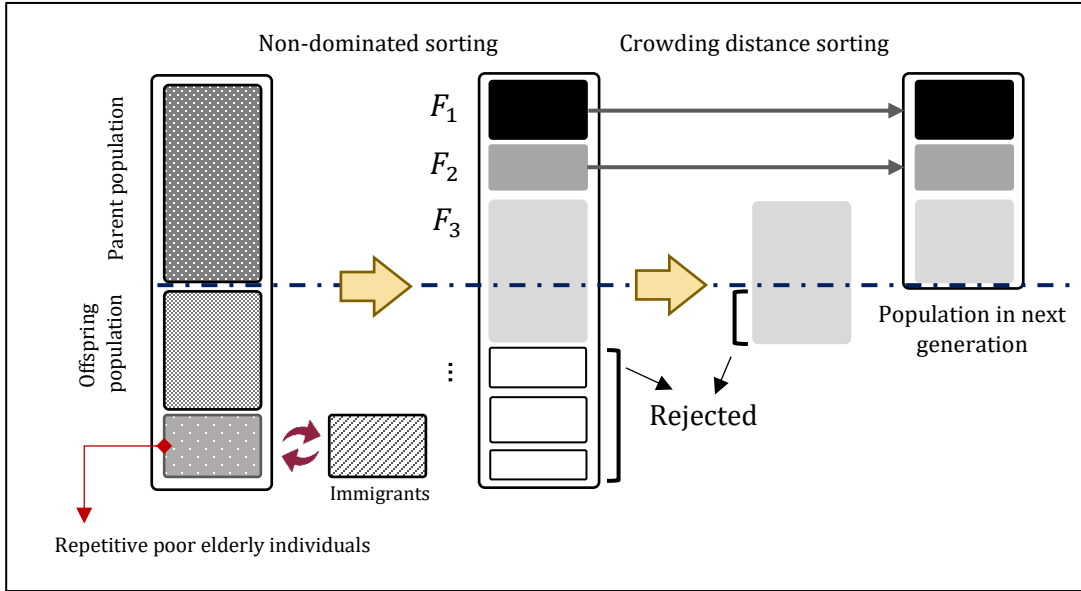 Non-dominated sorting
Crowding distance sorting
Parent population
Offspring
population
F₁
F₂
F₃
...
Population in next
generation
Rejected
Immigrants
Repetitive poor elderly individuals